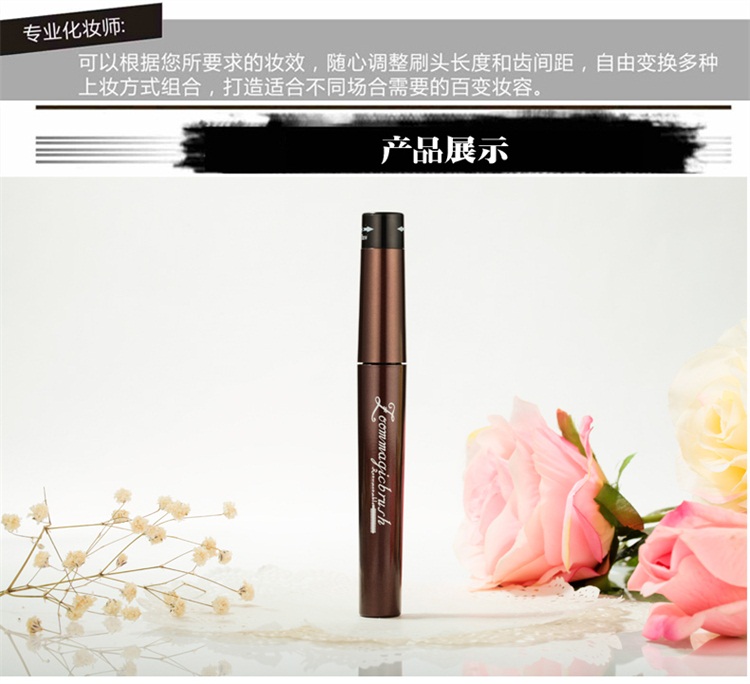 专业化妆师:
可以根据您所要求的妆效，随心调整刷头长度和齿间距，自由变换多种
上妆方式组合，打造适合不同场合需要的百变妆容。
产品展示
Zoommagicbrush